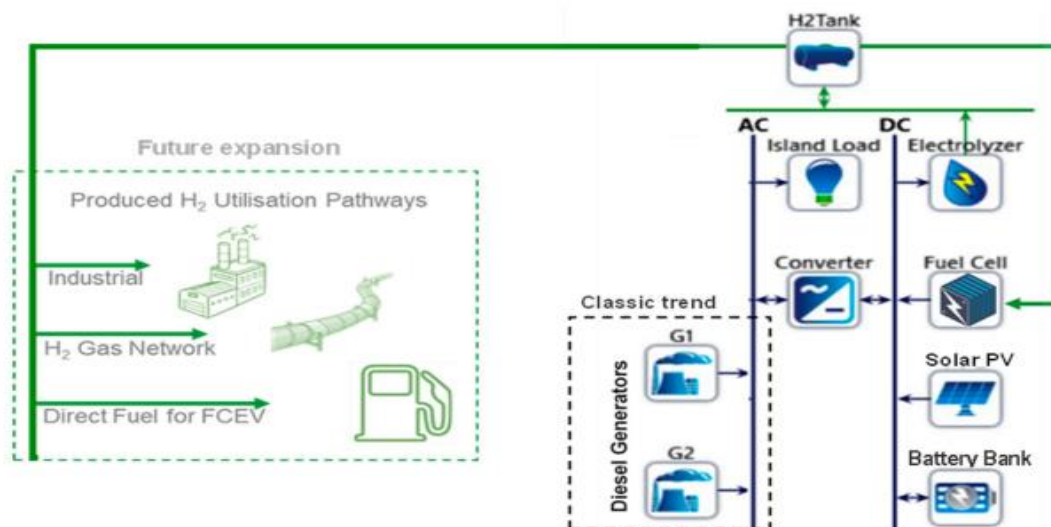 H2Tank
AC
DC
Island Load
Electrolyzer
Future expansion
Produced H₂ Utilisation Pathways
Industrial
H₂ Gas Network
Direct Fuel for FCEV
Converter
Fuel Cell
Classic trend
G1
Solar PV
Diesel Generators
G2
Battery Bank